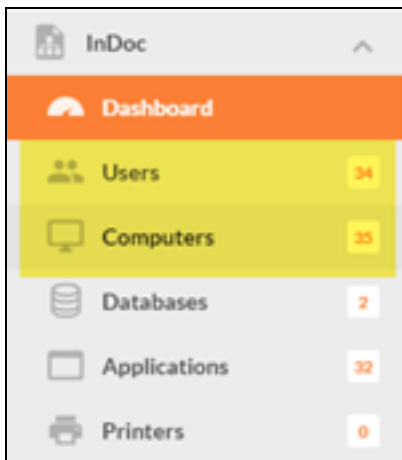 InDoc
Dashboard
Users 34
Computers 35
Databases 2
Applications 32
Printers 0